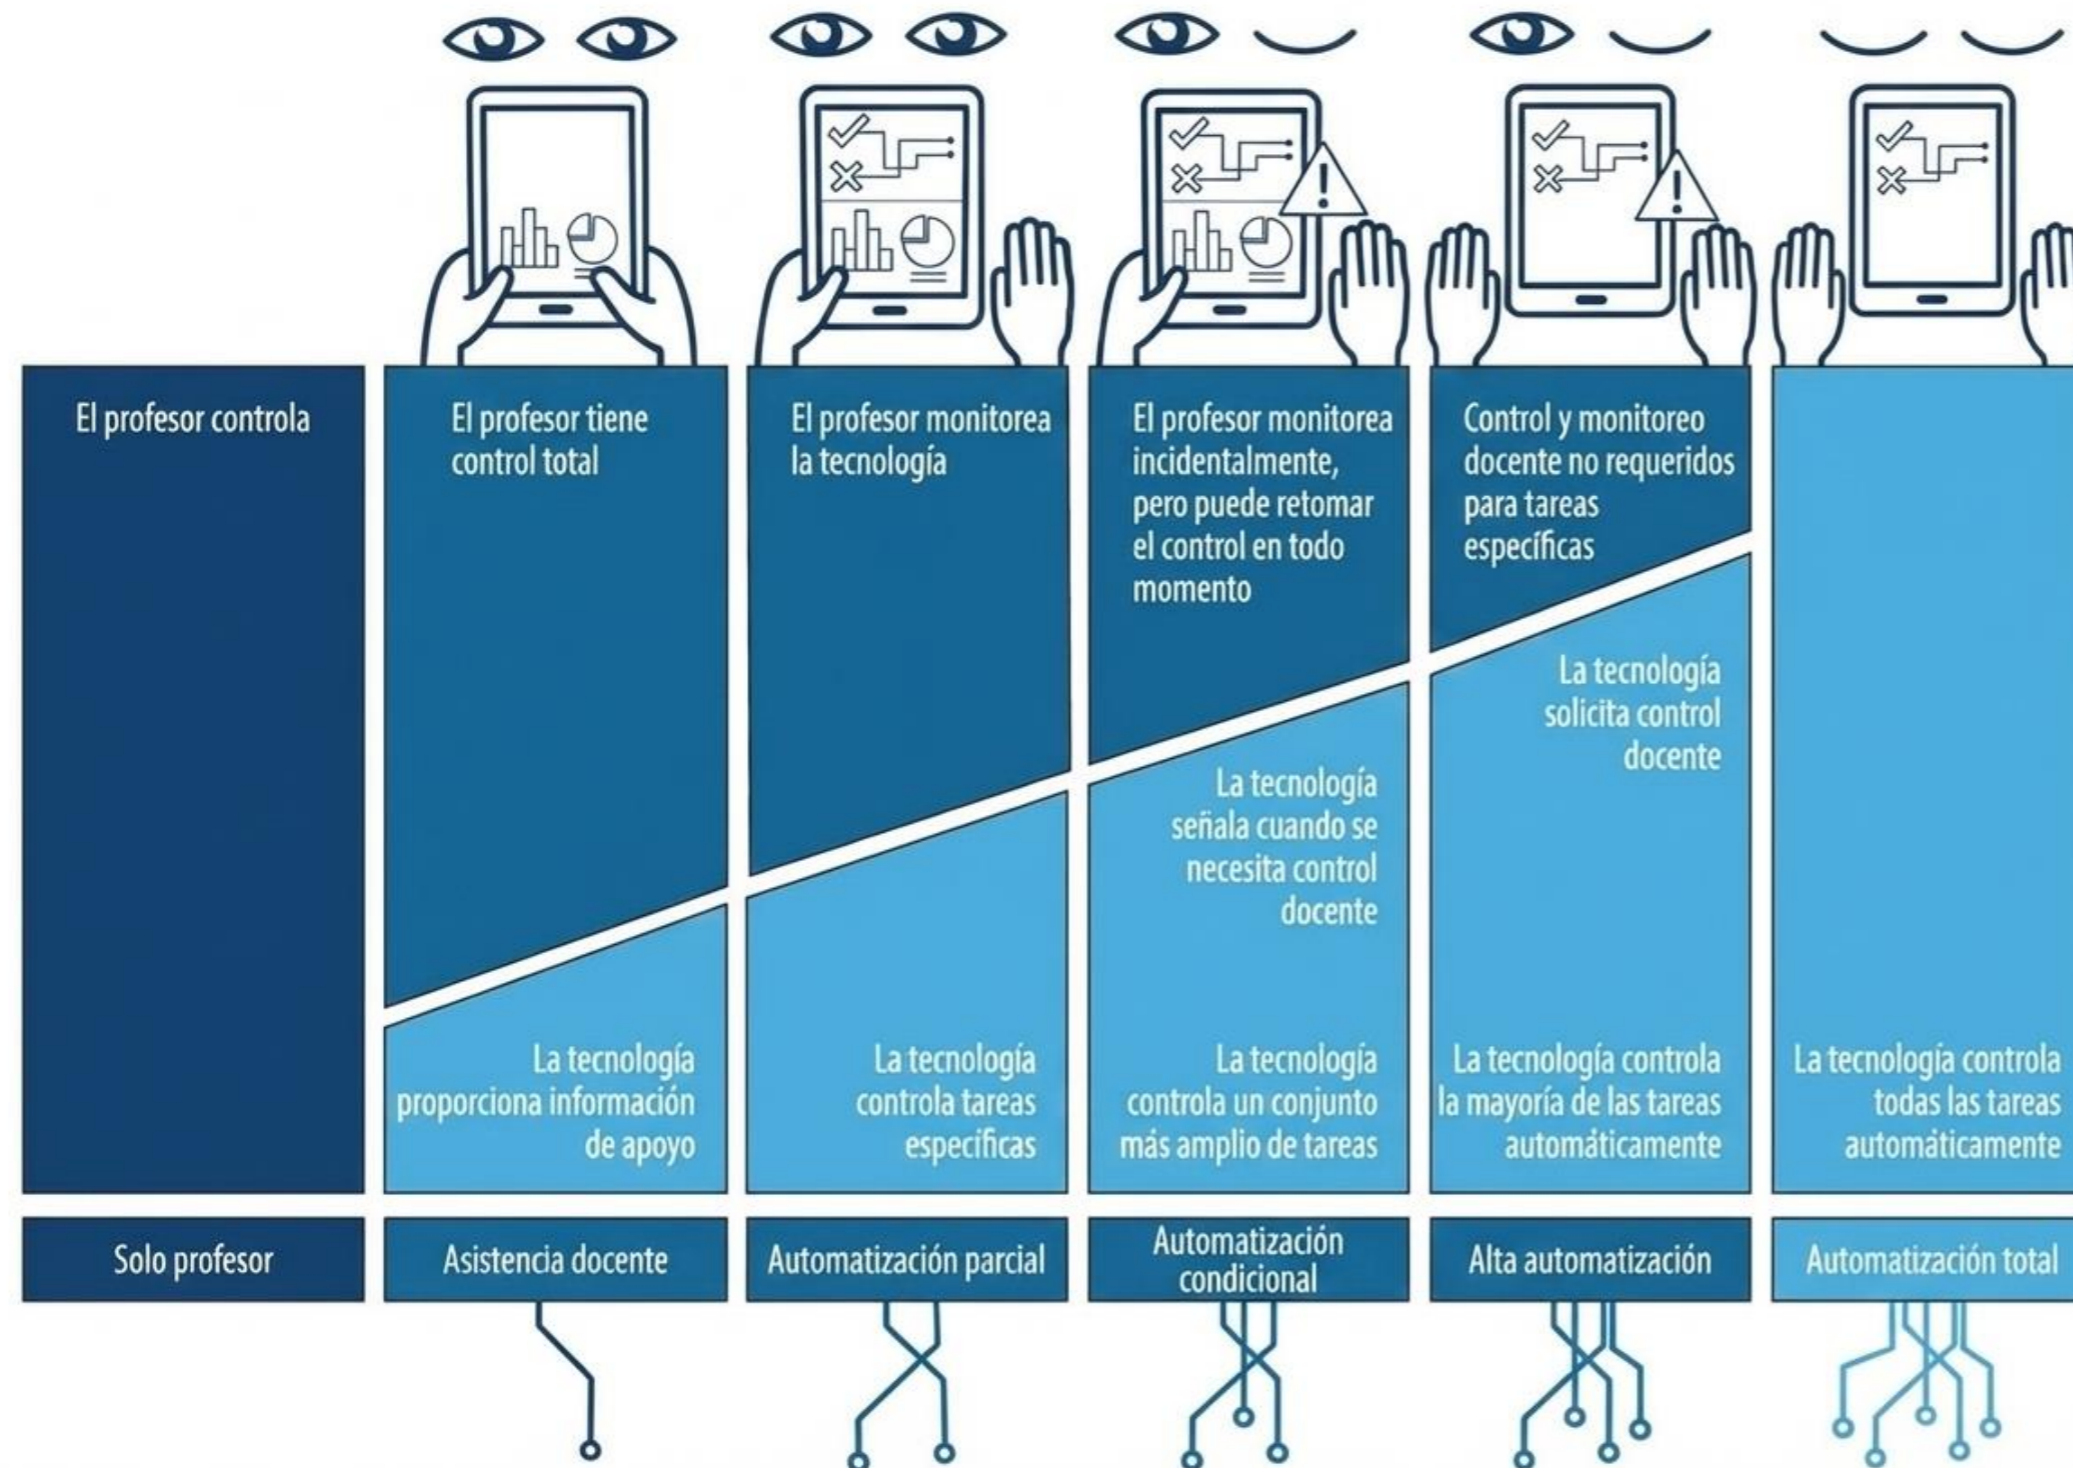 El profesor controla
El profesor tiene
control total
El profesor monitorea
la tecnología
El profesor monitorea
incidentalmente,
pero puede retomar
el control en todo
momento
Control y monitoreo
docente no requeridos
para tareas
específicas
La tecnología
solicita control
docente
La tecnología
señala cuando se
necesita control
docente
La tecnología
proporciona información
de apoyo
La tecnología
controla tareas
específicas
La tecnología
controla un conjunto
más amplio de tareas
La tecnología controla
la mayoría de las tareas
automáticamente
La tecnología controla
todas las tareas
automáticamente
Solo profesor
Asistencia docente
Automatización parcial
Automatización
condicional
Alta automatización
Automatización total